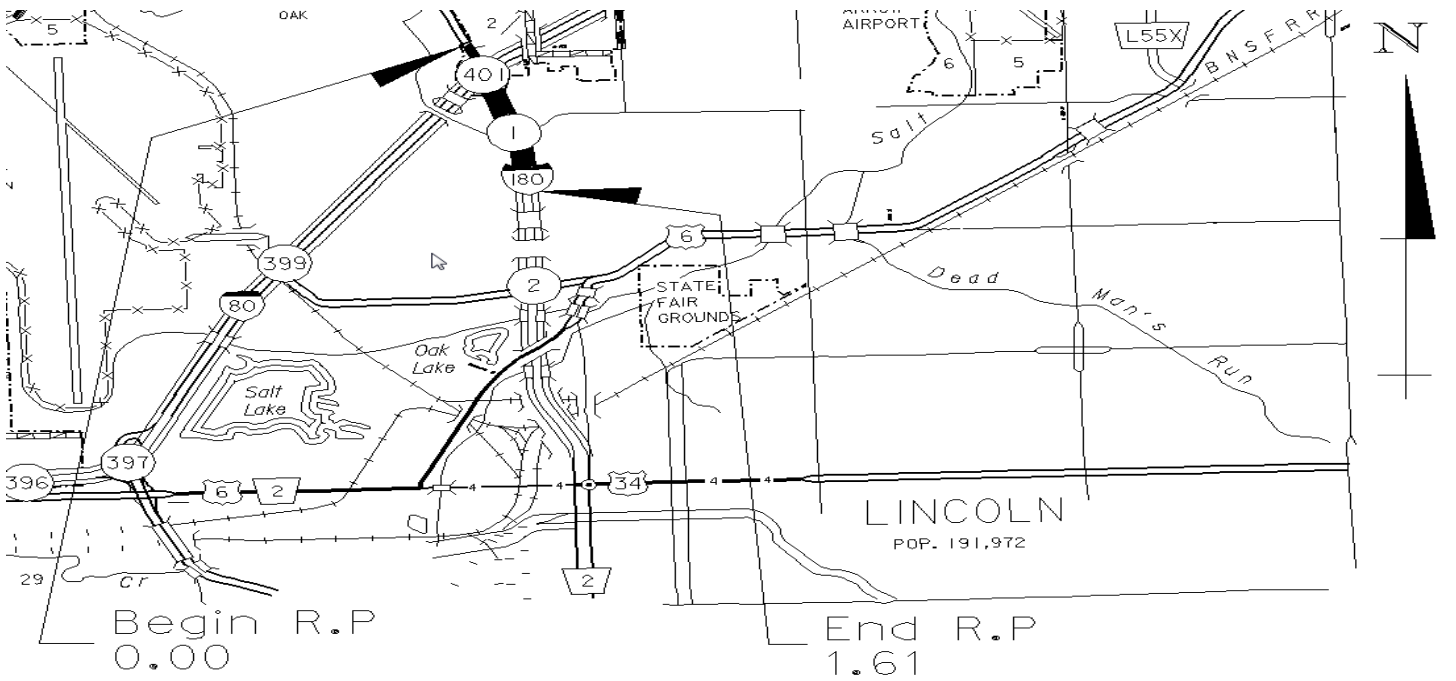 5
OAK
2
AIRPORT
L55X
N
BNSFRR
6
5
401
1
Salt
180
6
399
2
80
STATE
FAIR
GROUNDS
Dead
Man's
Run
Oak
Lake
Salt
Lake
397
396
6
2
4
4
34
4
4
LINCOLN
POP. 191,972
29
Cr
2
Begin R.P
0.00
End R.P
1.61